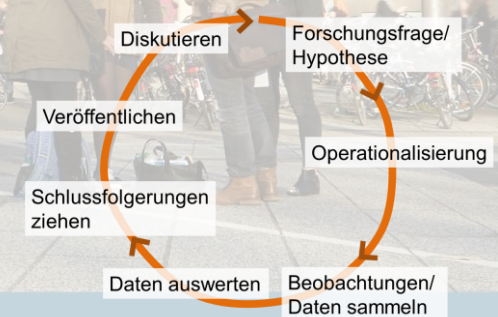 Diskutieren
Forschungsfrage/
Hypothese
Operationalisierung
Beobachtungen/
Daten sammeln
Daten auswerten
Schlussfolgerungen
ziehen
Veröffentlichen